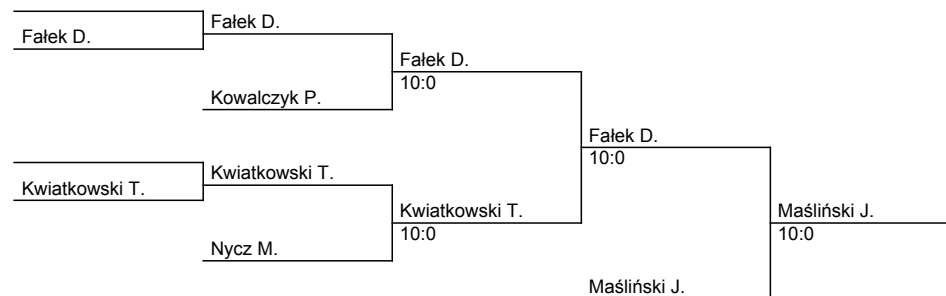 Fałek D.
Fałek D.
Fałek D.
10:0
Kowalczyk P.
Fałek D.
10:0
Kwiatkowski T.
Kwiatkowski T.
Kwiatkowski T.
10:0
Maśliński J.
10:0
Nycz M.
Maśliński J.